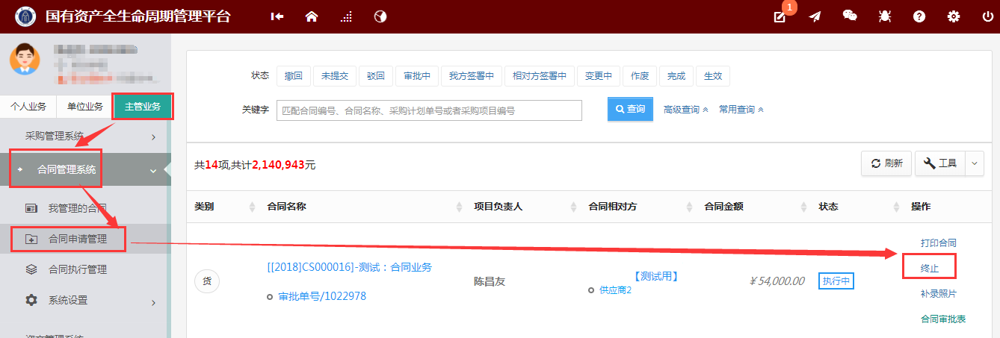 国有资产全生命周期管理平台
1
个人业务 单位业务 主管业务
采购管理系统
合同管理系统
我管理的合同
合同申请管理
合同执行管理
系统设置
状态 撤回 未提交 驳回 审批中 我方签署中 相对方签署中 变更中 作废 完成 生效
关键字 匹配合同编号、合同名称、采购计划单号或者采购项目编号 查询 高级查询 常用查询
共14项,共计2,140,943元
刷新 工具
类别 合同名称 项目负责人 合同相对方 合同金额 状态 操作
货
[[2018]CS000016]-测试：合同业务
审批单号/1022978
陈昌友
【测试用】
供应商2
￥54,000.00
执行中
打印合同
终止
补录照片
合同审批表